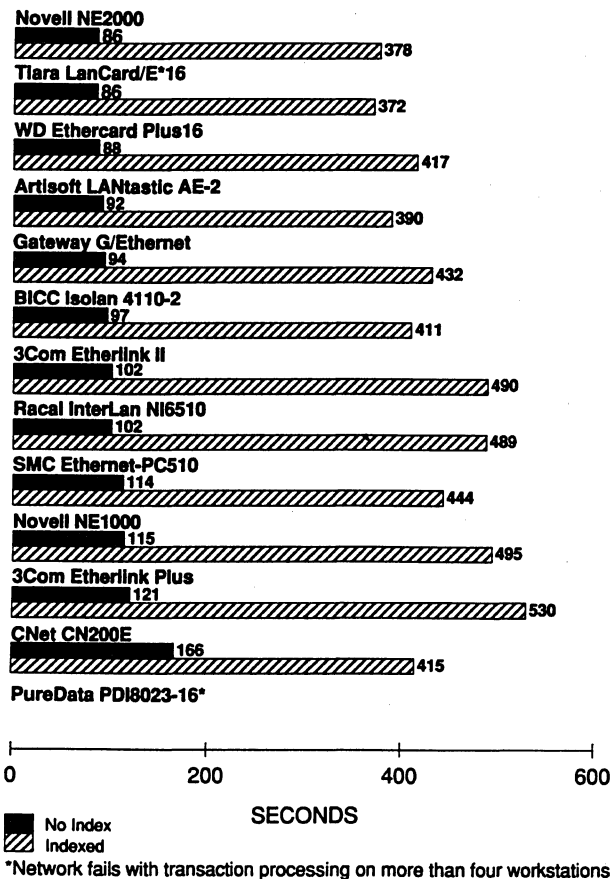 Novell NE2000
86
378
Tiara LanCard/E*16
86
372
WD Ethercard Plus16
88
417
Artisoft LANtastic AE-2
92
390
Gateway G/Ethernet
94
432
BICC Isolan 4110-2
97
411
3Com Etherlink II
102
490
Racal InterLan NI6510
102
489
SMC Ethernet-PC510
114
444
Novell NE1000
115
495
3Com Etherlink Plus
121
530
CNet CN200E
166
415
PureData PDI8023-16*
0 200 400 600
SECONDS
No Index
Indexed
*Network fails with transaction processing on more than four workstations